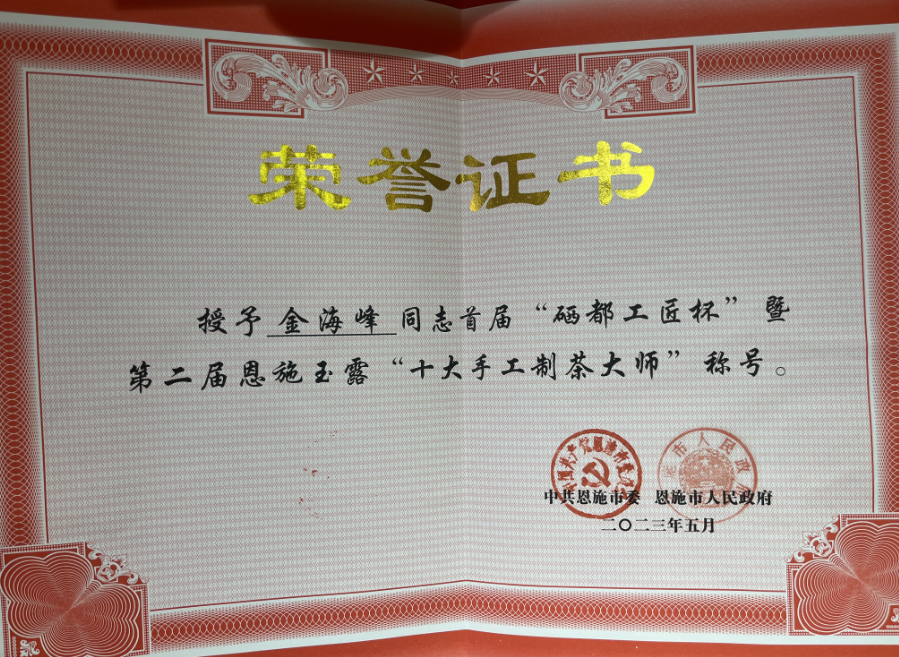 荣誉证书
授予 金海峰 同志首届“硒都工匠杯”暨
第二届恩施玉露“十大手工制茶大师”称号。
中共恩施市委 恩施市人民政府
二〇二三年五月